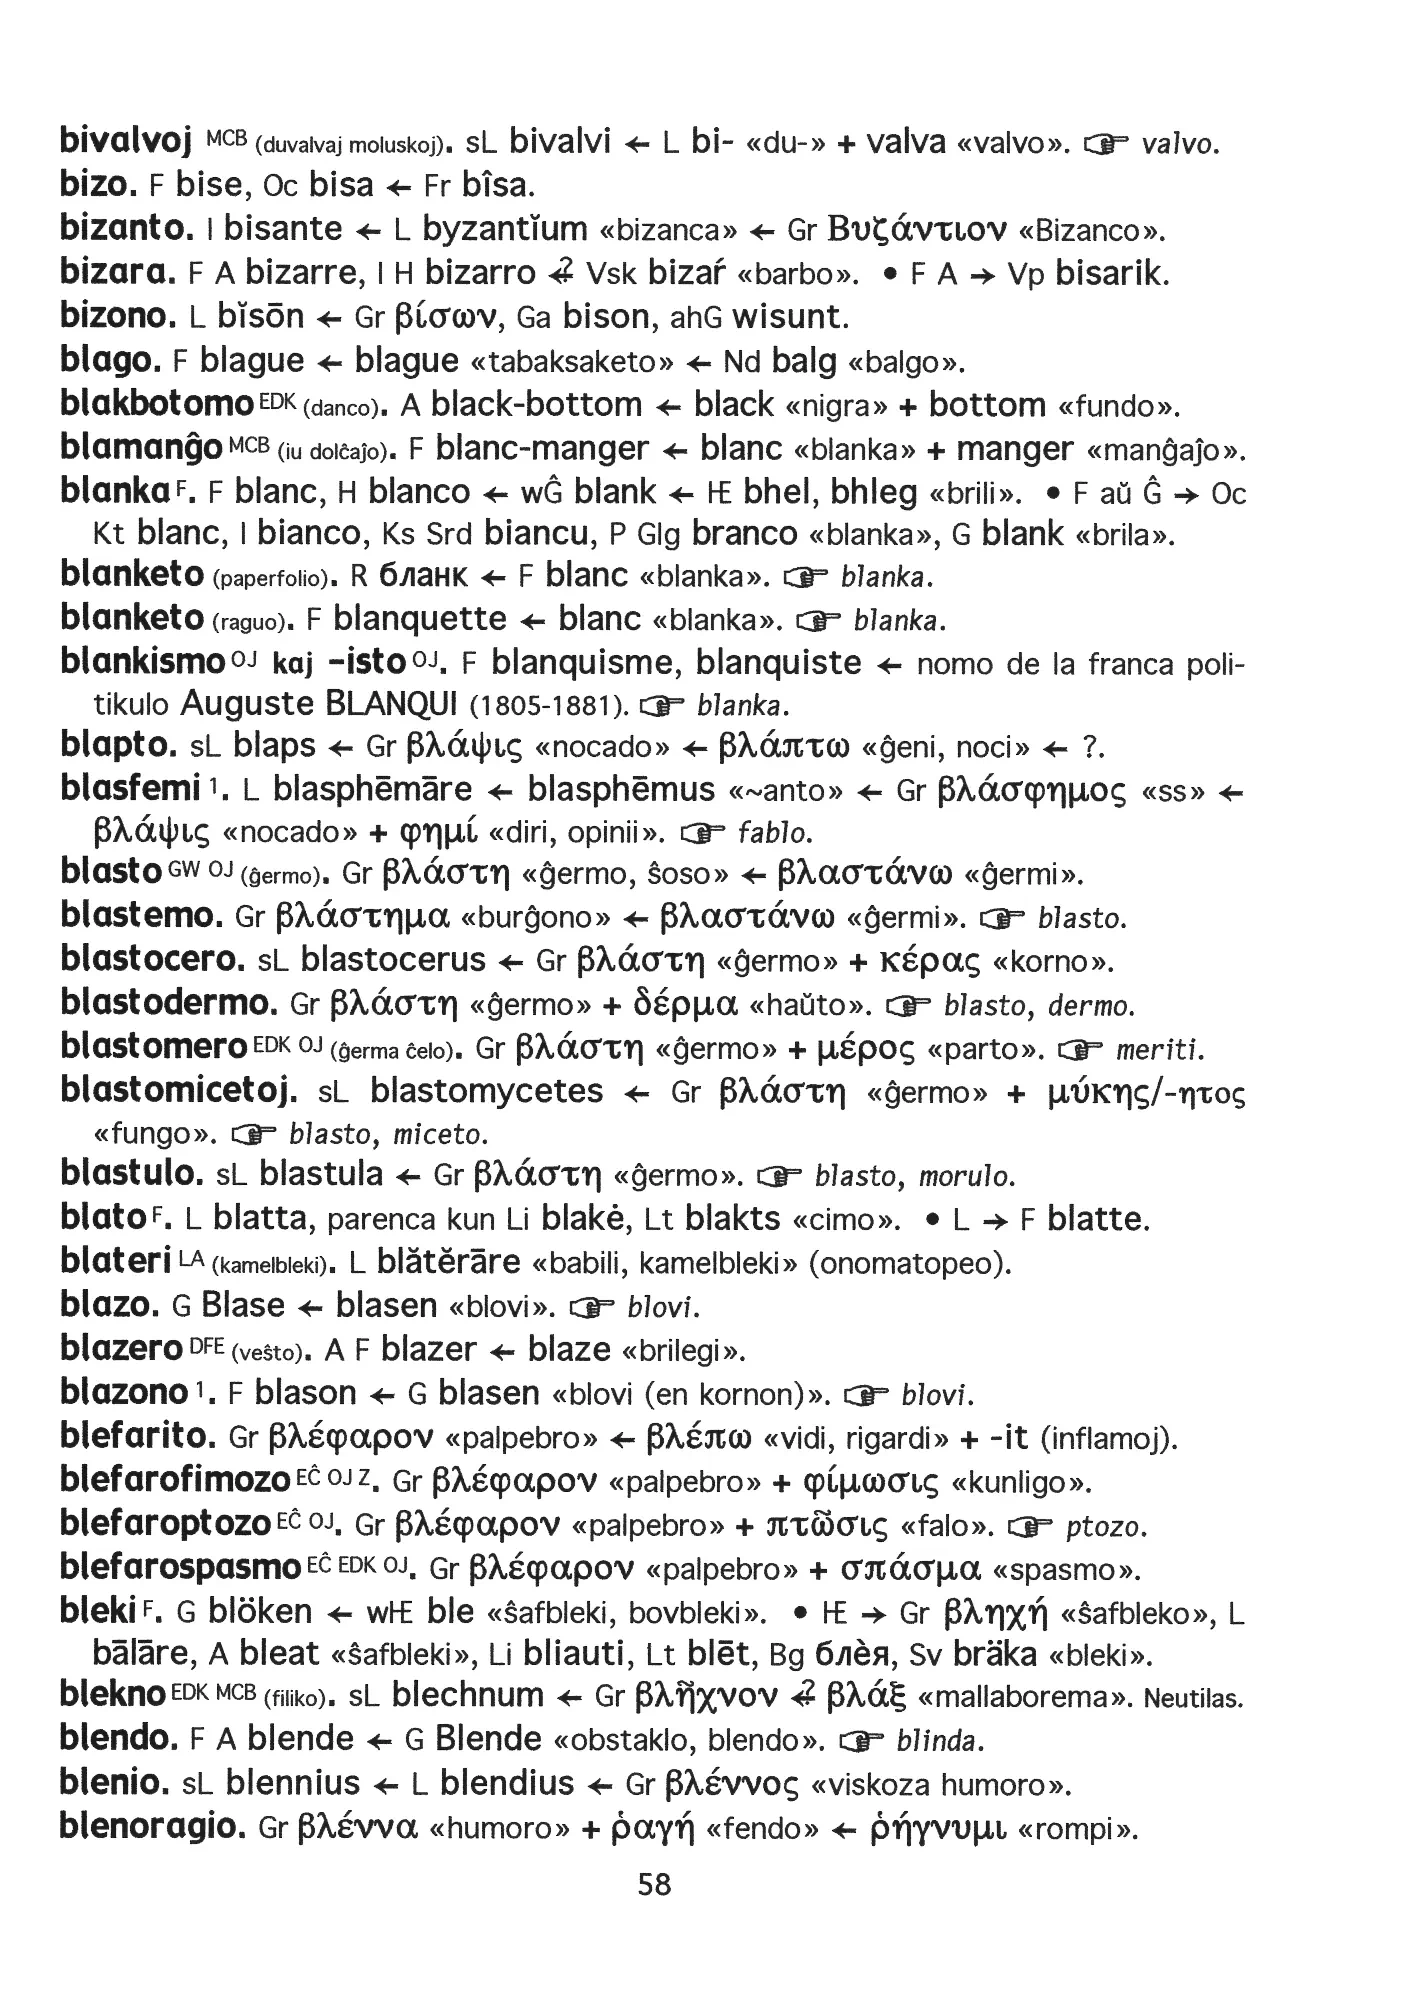 bivalvoj MCB (duvalvaj moluskoj). sL bivalvi ← L bi- «du-» + valva «valvo». ☞ valvo.
bizo. F bise, Oc bisa ← Fr bîsa.
bizanto. I bisante ← L byzantĭum «bizanca» ← Gr Βυζάντιον «Bizanco».
bizara. F A bizarre, I H bizarro ←? Vsk bizaŕ «barbo». • F A → Vp bisarik.
bizono. L bĭsōn ← Gr βίσων, Ga bison, ahG wisunt.
blago. F blague ← blague «tabaksaketo» ← Nd balg «balgo».
blakbotomo EDK (danco). A black-bottom ← black «nigra» + bottom «fundo».
blamanĝo MCB (iu dolĉaĵo). F blanc-manger ← blanc «blanka» + manger «manĝaĵo».
blanka F. F blanc, H blanco ← wĜ blank ← HE bhel, bhleg «brili». • F aŭ Ĝ → Oc
Kt blanc, I bianco, Ks Srd biancu, P Glg branco «blanka», G blank «brila».
blanketo (paperfolio). R бланк ← F blanc «blanka». ☞ blanka.
blanketo (raguo). F blanquette ← blanc «blanka». ☞ blanka.
blankismo OJ kaj -isto OJ. F blanquisme, blanquiste ← nomo de la franca poli-
tikulo Auguste BLANQUI (1805-1881). ☞ blanka.
blapto. sL blaps ← Gr βλάψις «nocado» ← βλάπτω «ĝeni, noci» ← ?.
blasfemi 1. L blasphēmāre ← blasphēmus «~anto» ← Gr βλάσφημος «ss» ←
βλάψις «nocado» + φημί «diri, opinii». ☞ fablo.
blasto GW OJ (ĝermo). Gr βλάστη «ĝermo, ŝoso» ← βλαστάνω «ĝermi».
blastemo. Gr βλάστημα «burĝono» ← βλαστάνω «ĝermi». ☞ blasto.
blastocero. sL blastocerus ← Gr βλάστη «ĝermo» + κέρας «korno».
blastodermo. Gr βλάστη «ĝermo» + δέρμα «haŭto». ☞ blasto, dermo.
blastomero EDK OJ (ĝerma ĉelo). Gr βλάστη «ĝermo» + μέρος «parto». ☞ meriti.
blastomicetoj. sL blastomycetes ← Gr βλάστη «ĝermo» + μύκης/-ητος
«fungo». ☞ blasto, miceto.
blastulo. sL blastula ← Gr βλάστη «ĝermo». ☞ blasto, morulo.
blato F. L blatta, parenca kun Li blakė, Lt blakts «cimo». • L → F blatte.
blateri LA (kamelbleki). L blătĕrāre «babili, kamelbleki» (onomatopeo).
blazo. G Blase ← blasen «blovi». ☞ blovi.
blazero DFE (veŝto). A F blazer ← blaze «brilegi».
blazono 1. F blason ← G blasen «blovi (en kornon)». ☞ blovi.
blefarito. Gr βλέφαρον «palpebro» ← βλέπω «vidi, rigardi» + -it (inflamoj).
blefarofimozo EĈ OJ Z. Gr βλέφαρον «palpebro» + φίμωσις «kunligo».
blefaroptozo EĈ OJ. Gr βλέφαρον «palpebro» + πτῶσις «falo». ☞ ptozo.
blefarospasmo EĈ EDK OJ. Gr βλέφαρον «palpebro» + σπάσμα «spasmo».
bleki F. G blöken ← wHE ble «ŝafbleki, bovbleki». • HE → Gr βληχή «ŝafbleko», L
bālāre, A bleat «ŝafbleki», Li bliauti, Lt blēt, Bg блѐя, Sv bräka «bleki».
blekno EDK MCB (filiko). sL blechnum ← Gr βλῆχνον ←? βλάξ «mallaborema». Neutilas.
blendo. F A blende ← G Blende «obstaklo, blendo». ☞ blinda.
blenio. sL blennius ← L blendius ← Gr βλέννος «viskoza humoro».
blenoragio. Gr βλέννα «humoro» + ῥαγή «fendo» ← ῥήγνυμι «rompi».
58